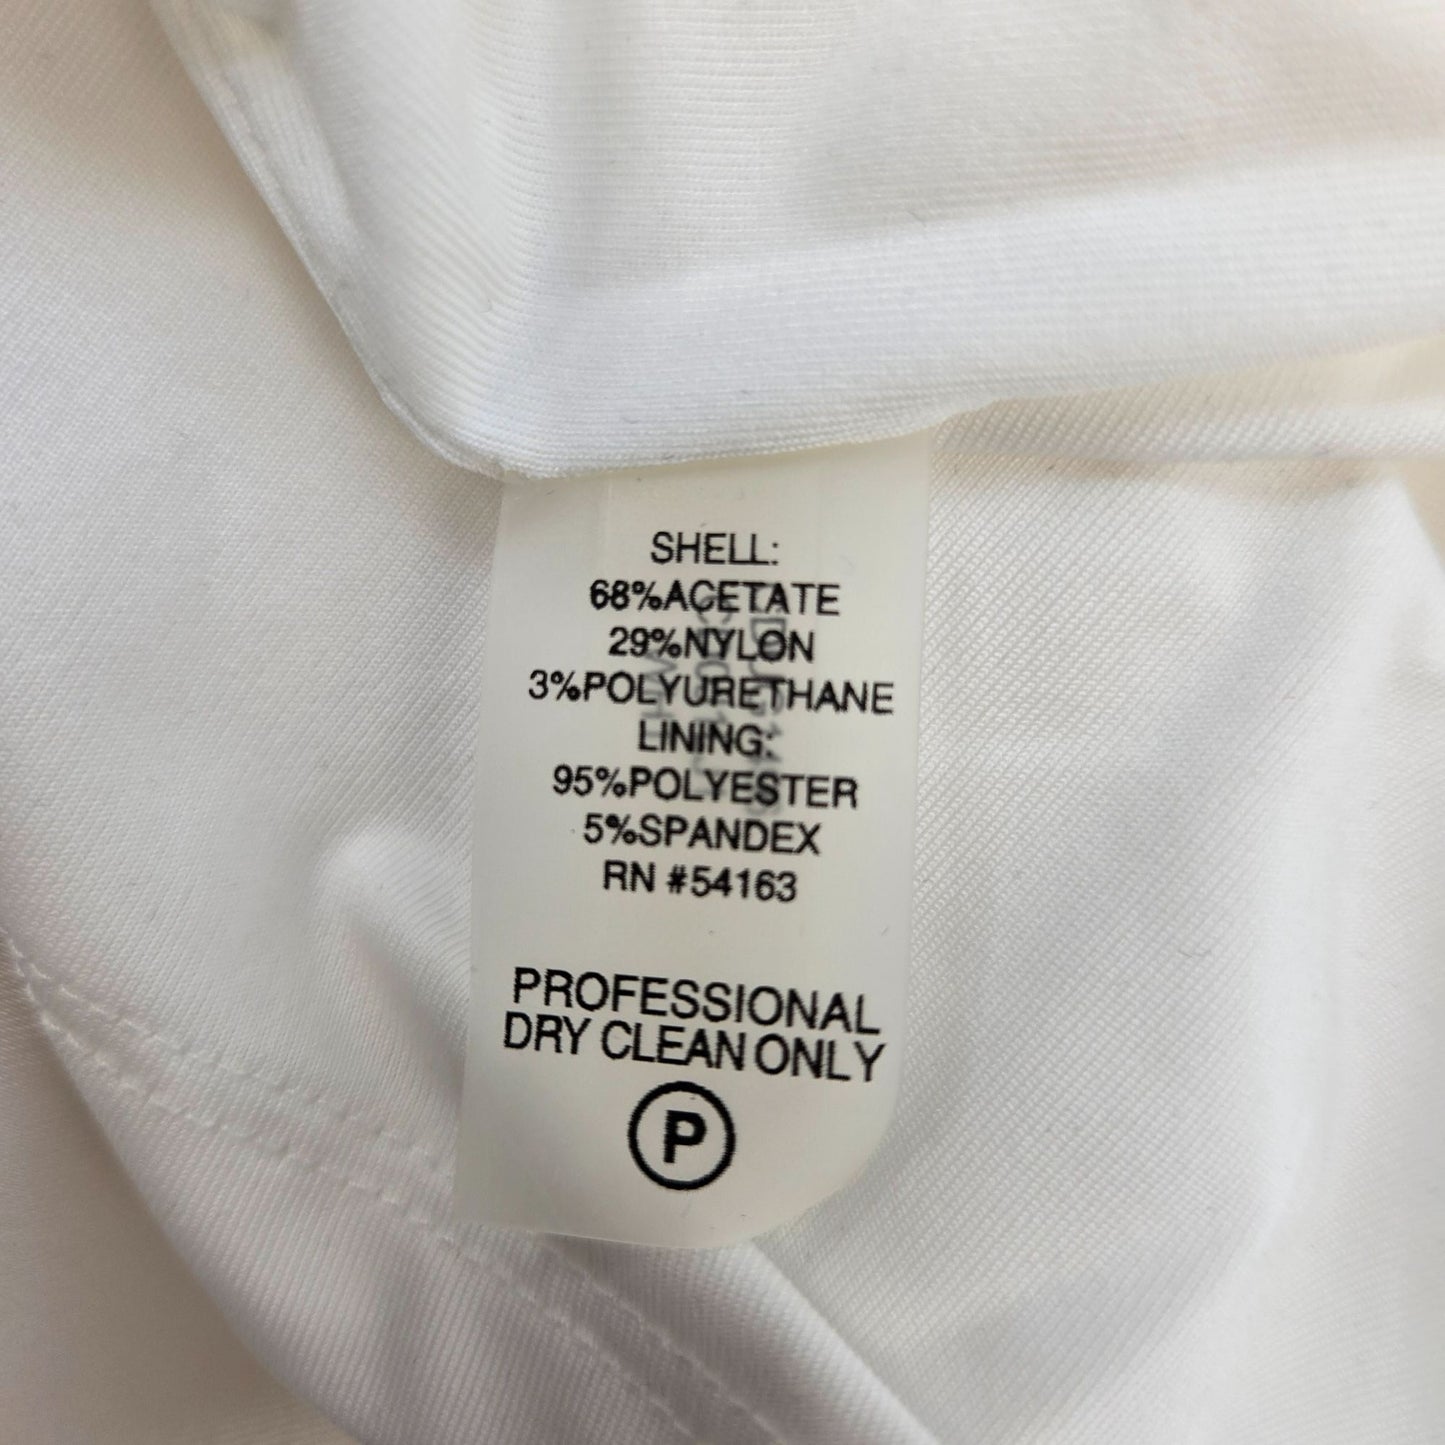 SHELL:
68%ACETATE
29%NYLON
3%POLYURETHANE
LINING:
95%POLYESTER
5%SPANDEX
RN #54163
PROFESSIONAL
DRY CLEAN ONLY
P